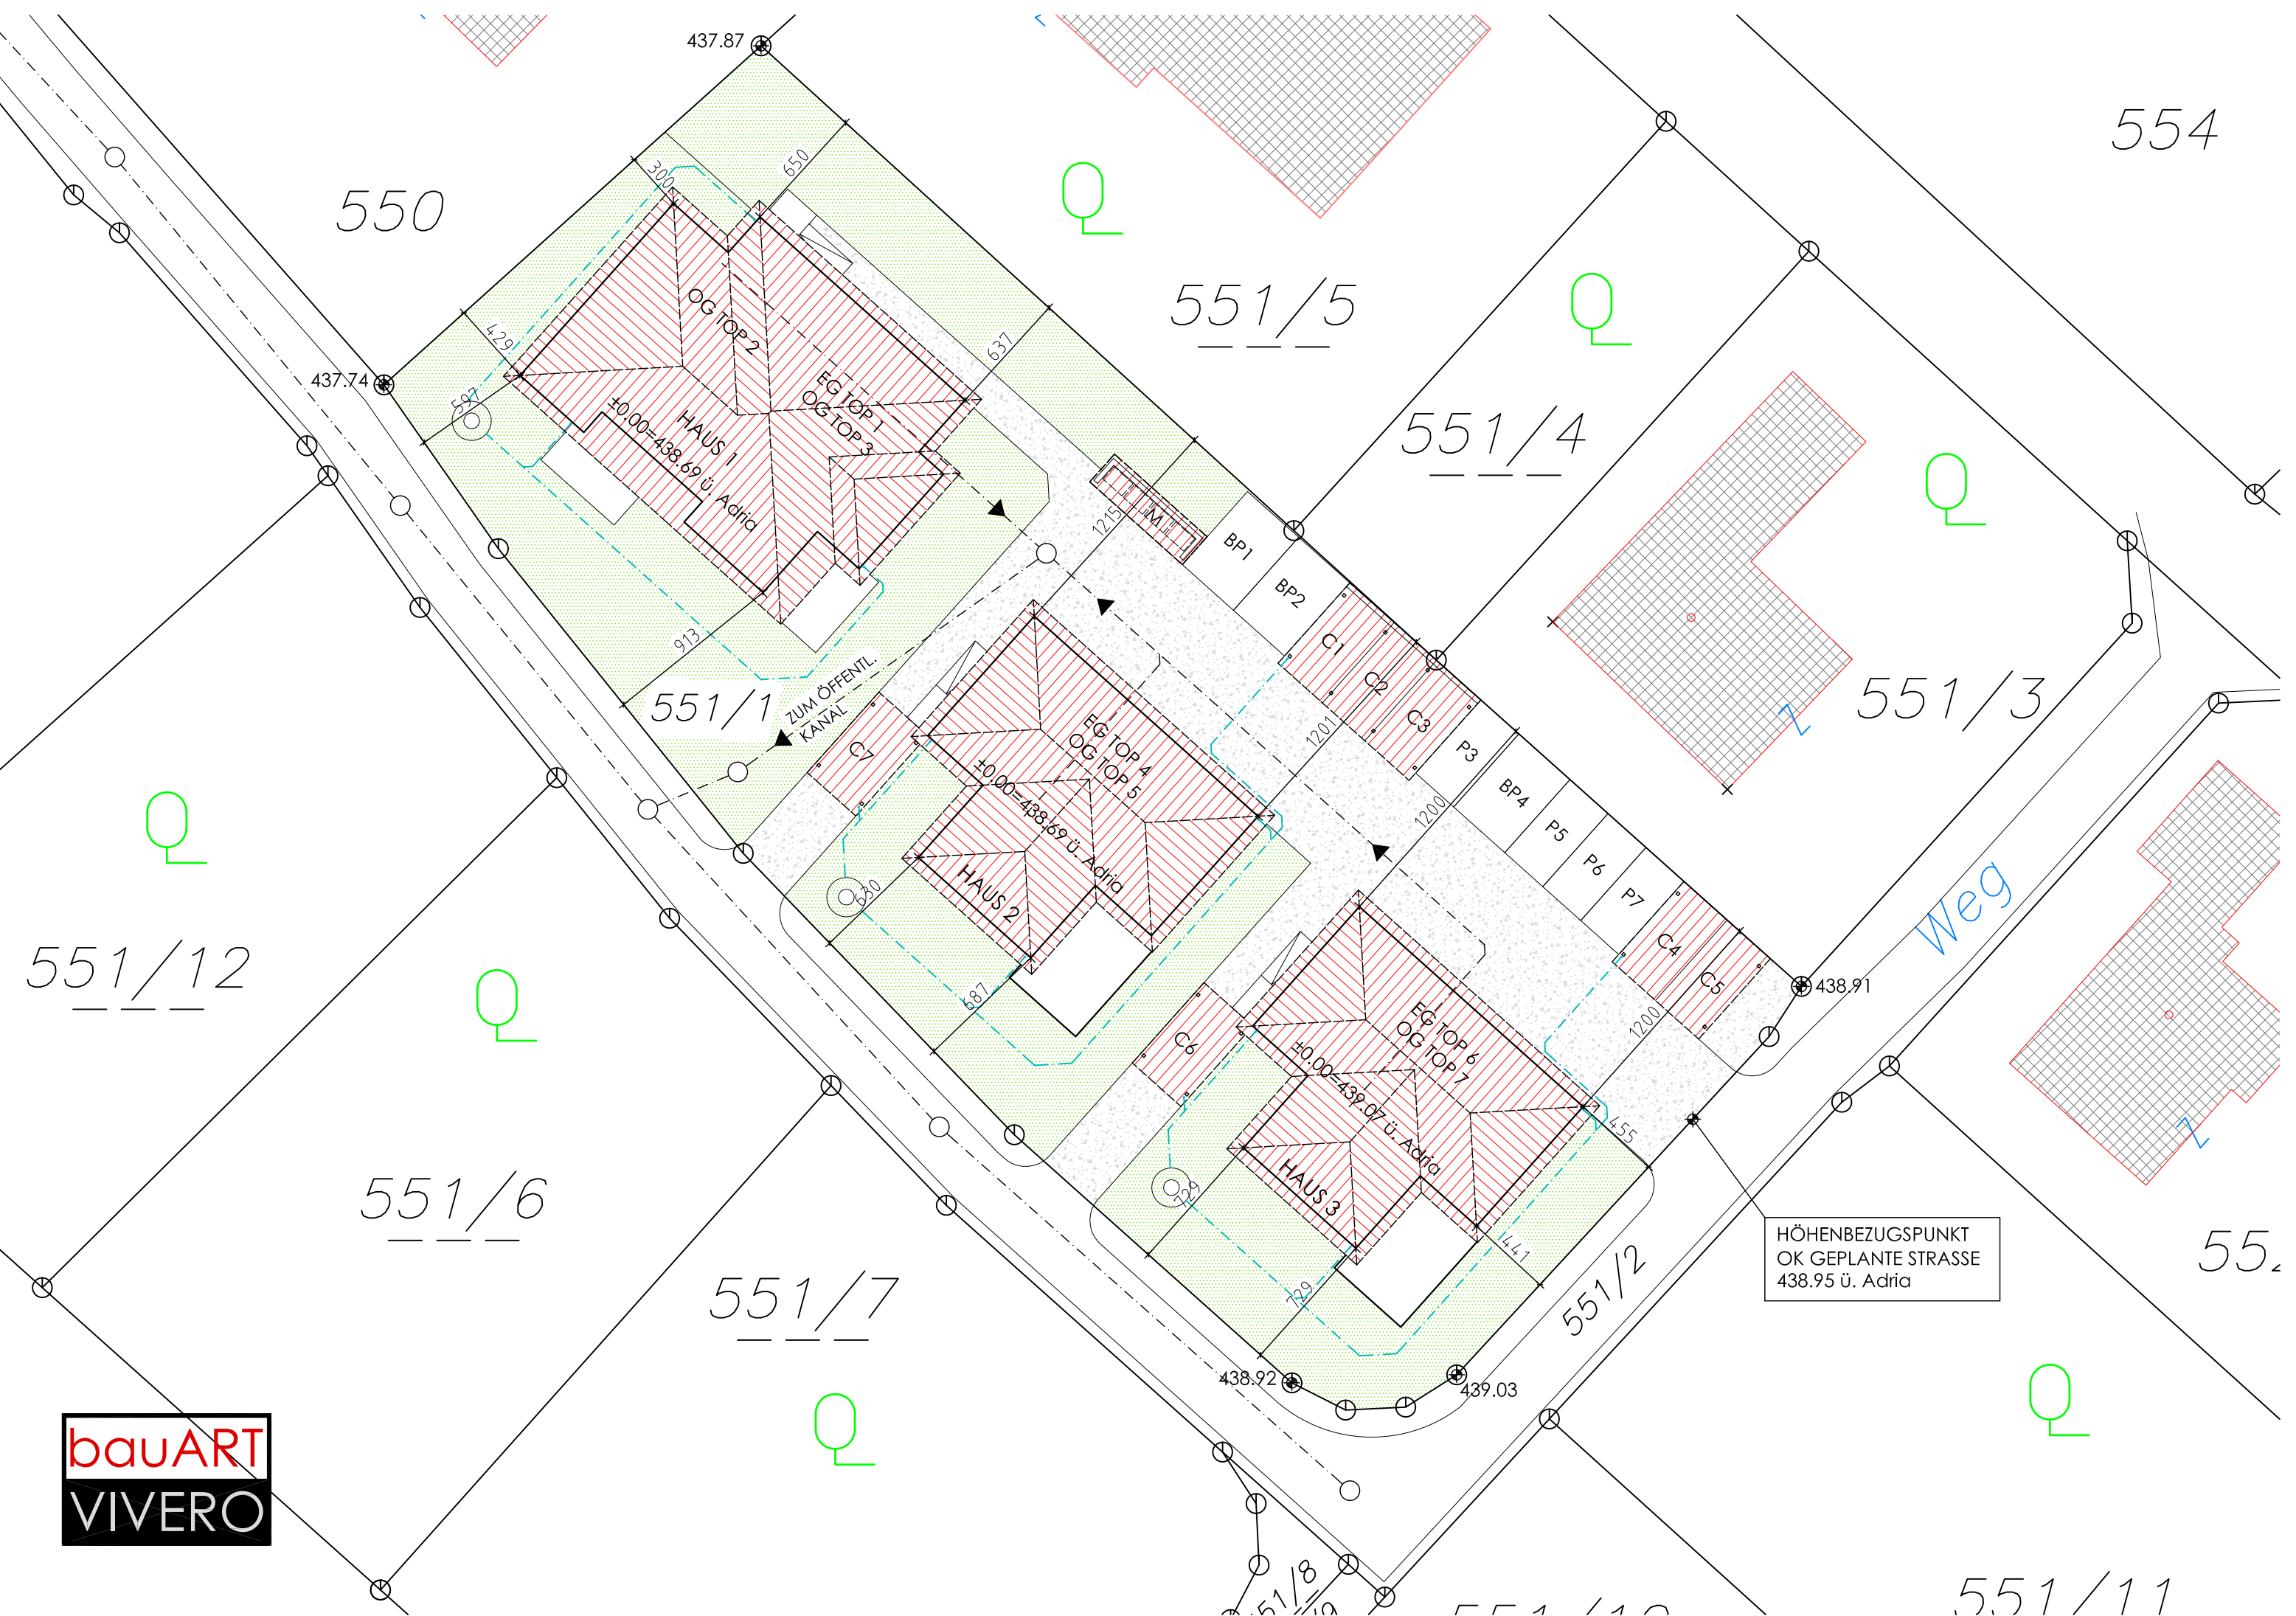 437.87
554
550
650
300
551/5
OG TOP 2
637
429
437.74
597
EG TOP 1
OG TOP 3
HAUS 1
±0.00=438.69 ü. Adria
551/4
M
1215
BP1
BP2
C1
C2
C3
P3
BP4
P5
P6
P7
C4
C5
913
551/1
ZUM ÖFFENTL.
KANAL
C7
EG TOP 4
OG TOP 5
±0.00=438.69 ü. Adria
HAUS 2
1201
1200
551/3
Z
Weg
630
687
438.91
1200
C6
EG TOP 6
OG TOP 7
±0.00=439.07 ü. Adria
HAUS 3
455
441
729
729
551/12
551/6
551/7
Z
HÖHENBEZUGSPUNKT
OK GEPLANTE STRASSE
438.95 ü. Adria
551/2
438.92
439.03
bauART
VIVERO
551/11